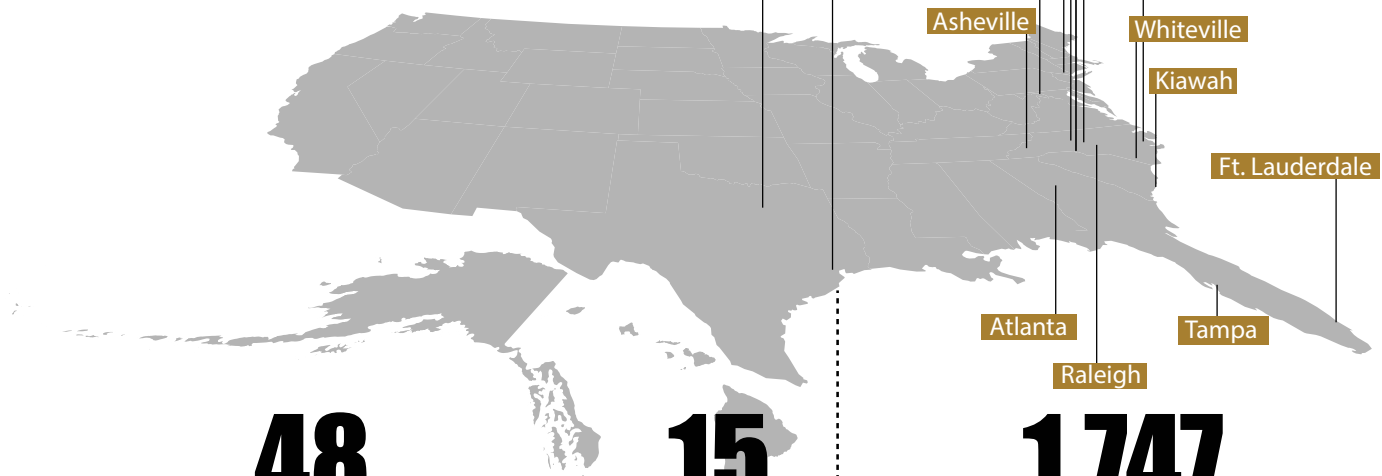 Asheville
Whiteville
Kiawah
Ft. Lauderdale
Atlanta
Tampa
Raleigh
48
15
1,747